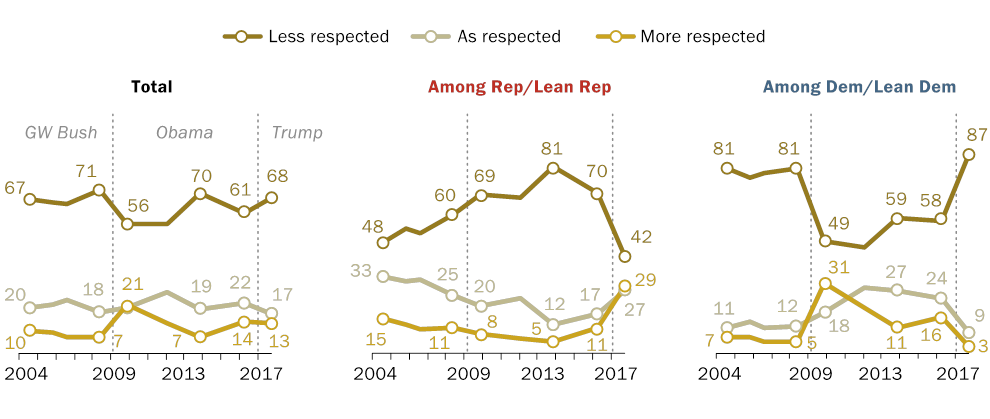 Less respected As respected More respected
Total
GW Bush Obama Trump
67 71 56 70 61 68
20 18 21 19 22 17
10 7 7 14 13
2004 2009 2013 2017
Among Rep/Lean Rep
48 60 69 81 70 42
33 25 20 12 17 29
15 11 8 5 11 27
2004 2009 2013 2017
Among Dem/Lean Dem
81 81 49 59 58 87
11 12 31 27 24 9
7 5 18 11 16 3
2004 2009 2013 2017